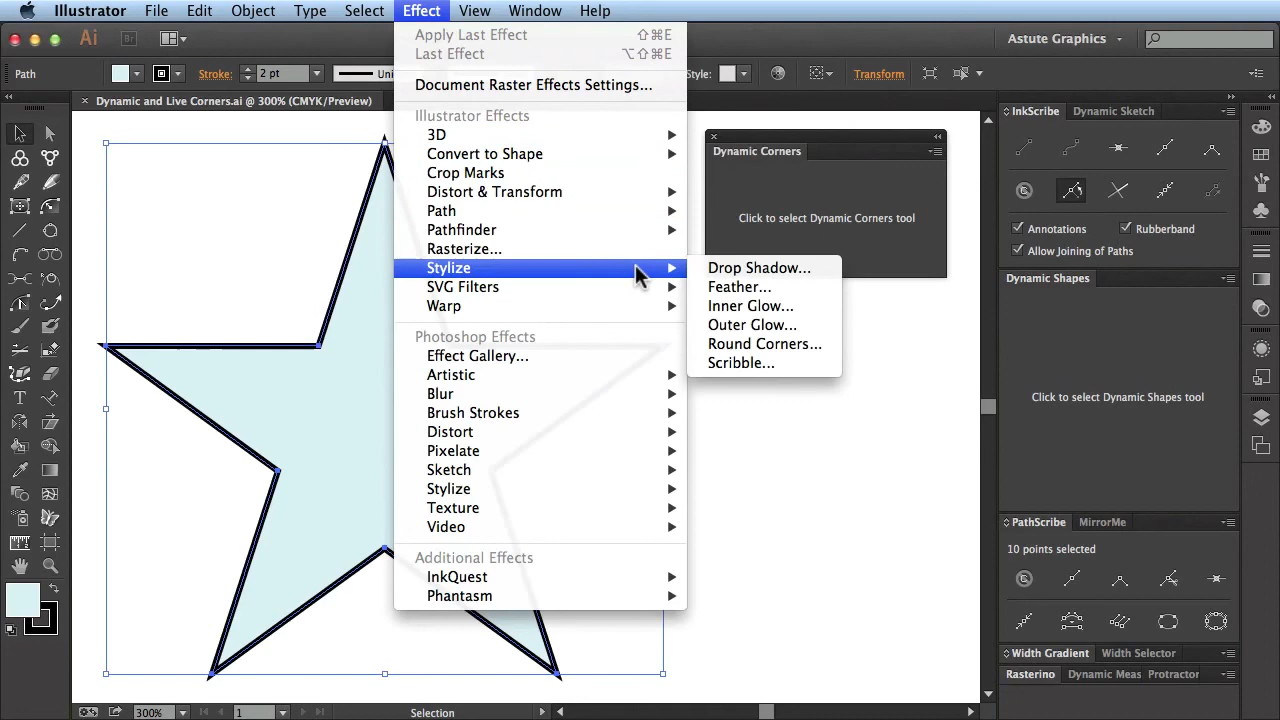 Illustrator File Edit Object Type Select Effect View Window Help
Ai Br Astute Graphics
Path Stroke: 2 pt Uni Style: Transform
× Dynamic and Live Corners.ai @ 300% (CMYK/Preview)
Apply Last Effect ⇧⌘E
Last Effect ⌥⇧⌘E
Document Raster Effects Settings...
Illustrator Effects
3D
Convert to Shape
Crop Marks
Distort & Transform
Path
Pathfinder
Rasterize...
Stylize
SVG Filters
Warp
Photoshop Effects
Effect Gallery...
Artistic
Blur
Brush Strokes
Distort
Pixelate
Sketch
Stylize
Texture
Video
Additional Effects
InkQuest
Phantasm
Drop Shadow...
Feather...
Inner Glow...
Outer Glow...
Round Corners...
Scribble...
Dynamic Corners
Click to select Dynamic Corners tool
InkScribe Dynamic Sketch
Annotations Rubberband
Allow Joining of Paths
Dynamic Shapes
Click to select Dynamic Shapes tool
PathScribe MirrorMe
10 points selected
Width Gradient Width Selector
Rasterino Dynamic Meas Protractor
300% 1 Selection